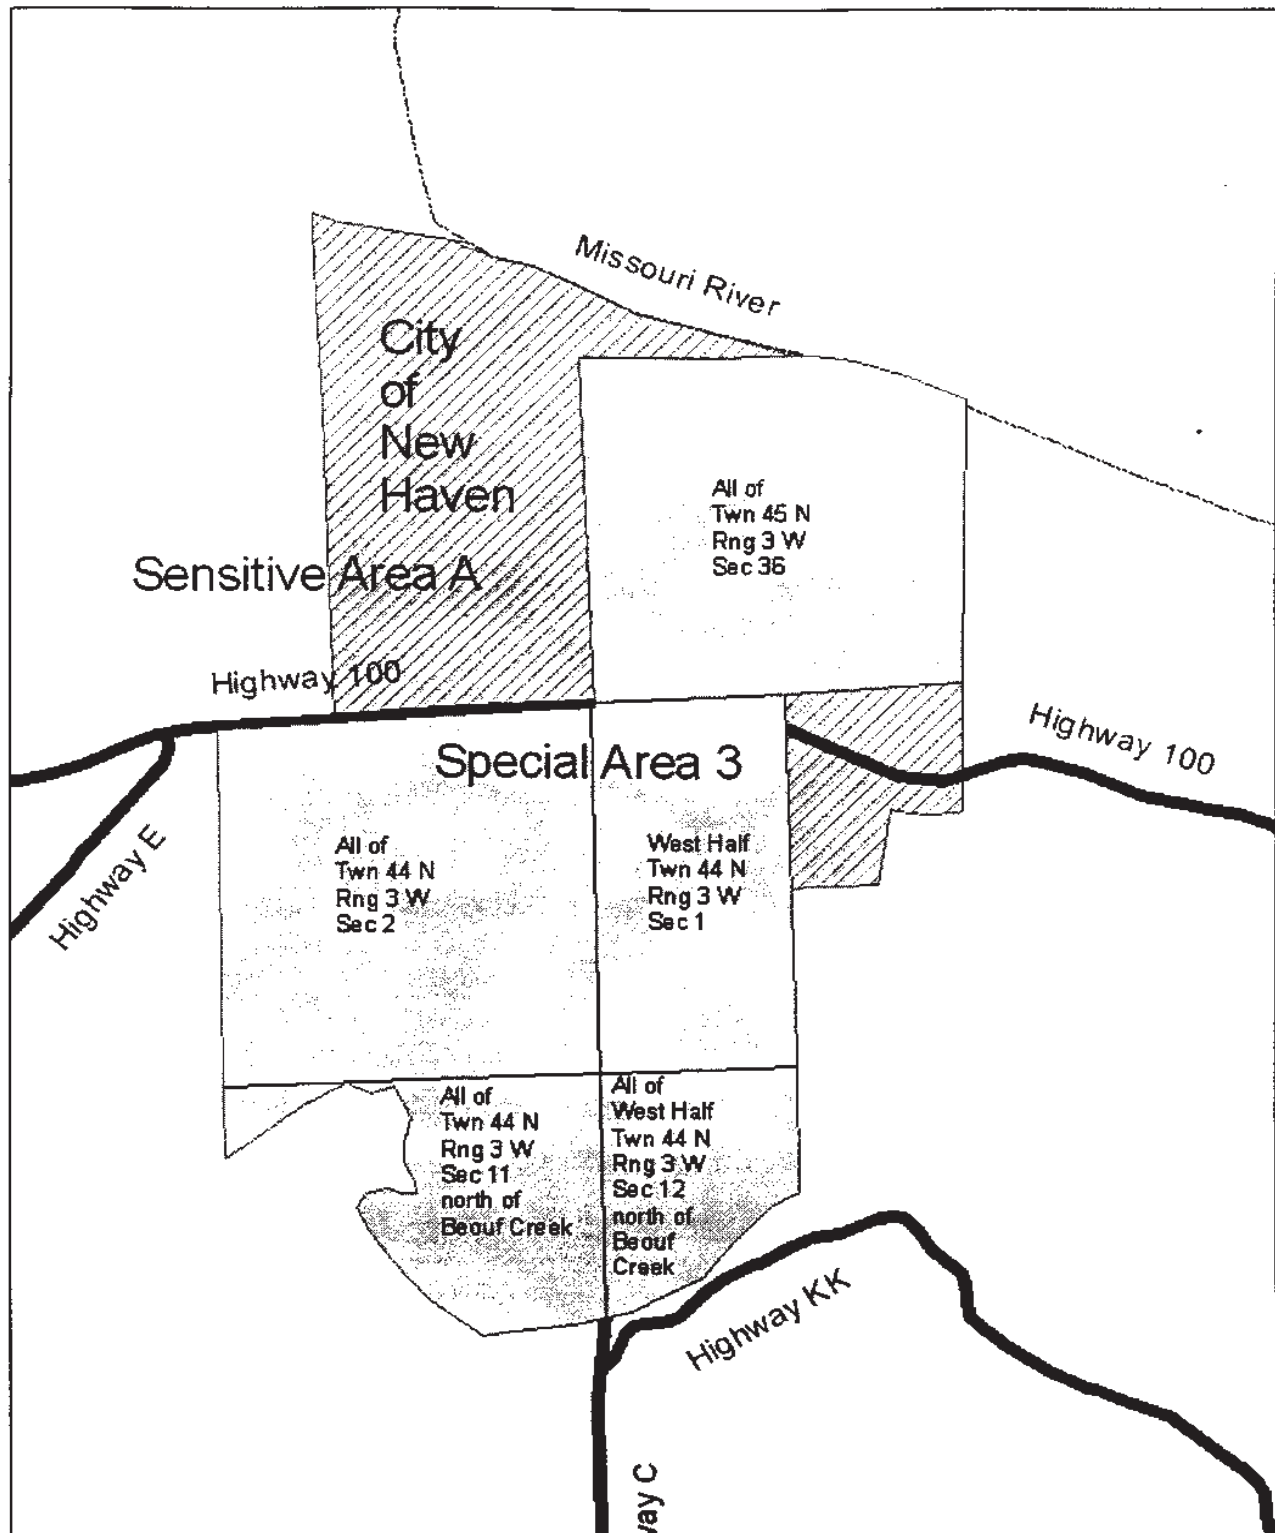 Missouri River
City
of
New
Haven
All of
Twn 45 N
Rng 3 W
Sec 36
Sensitive Area A
Highway 100
Highway 100
Special Area 3
Highway E
All of
Twn 44 N
Rng 3 W
Sec 2
West Half
Twn 44 N
Rng 3 W
Sec 1
All of
Twn 44 N
Rng 3 W
Sec 11
north of
Beouf Creek
All of
West Half
Twn 44 N
Rng 3 W
Sec 12
north of
Beouf
Creek
Highway KK
way C